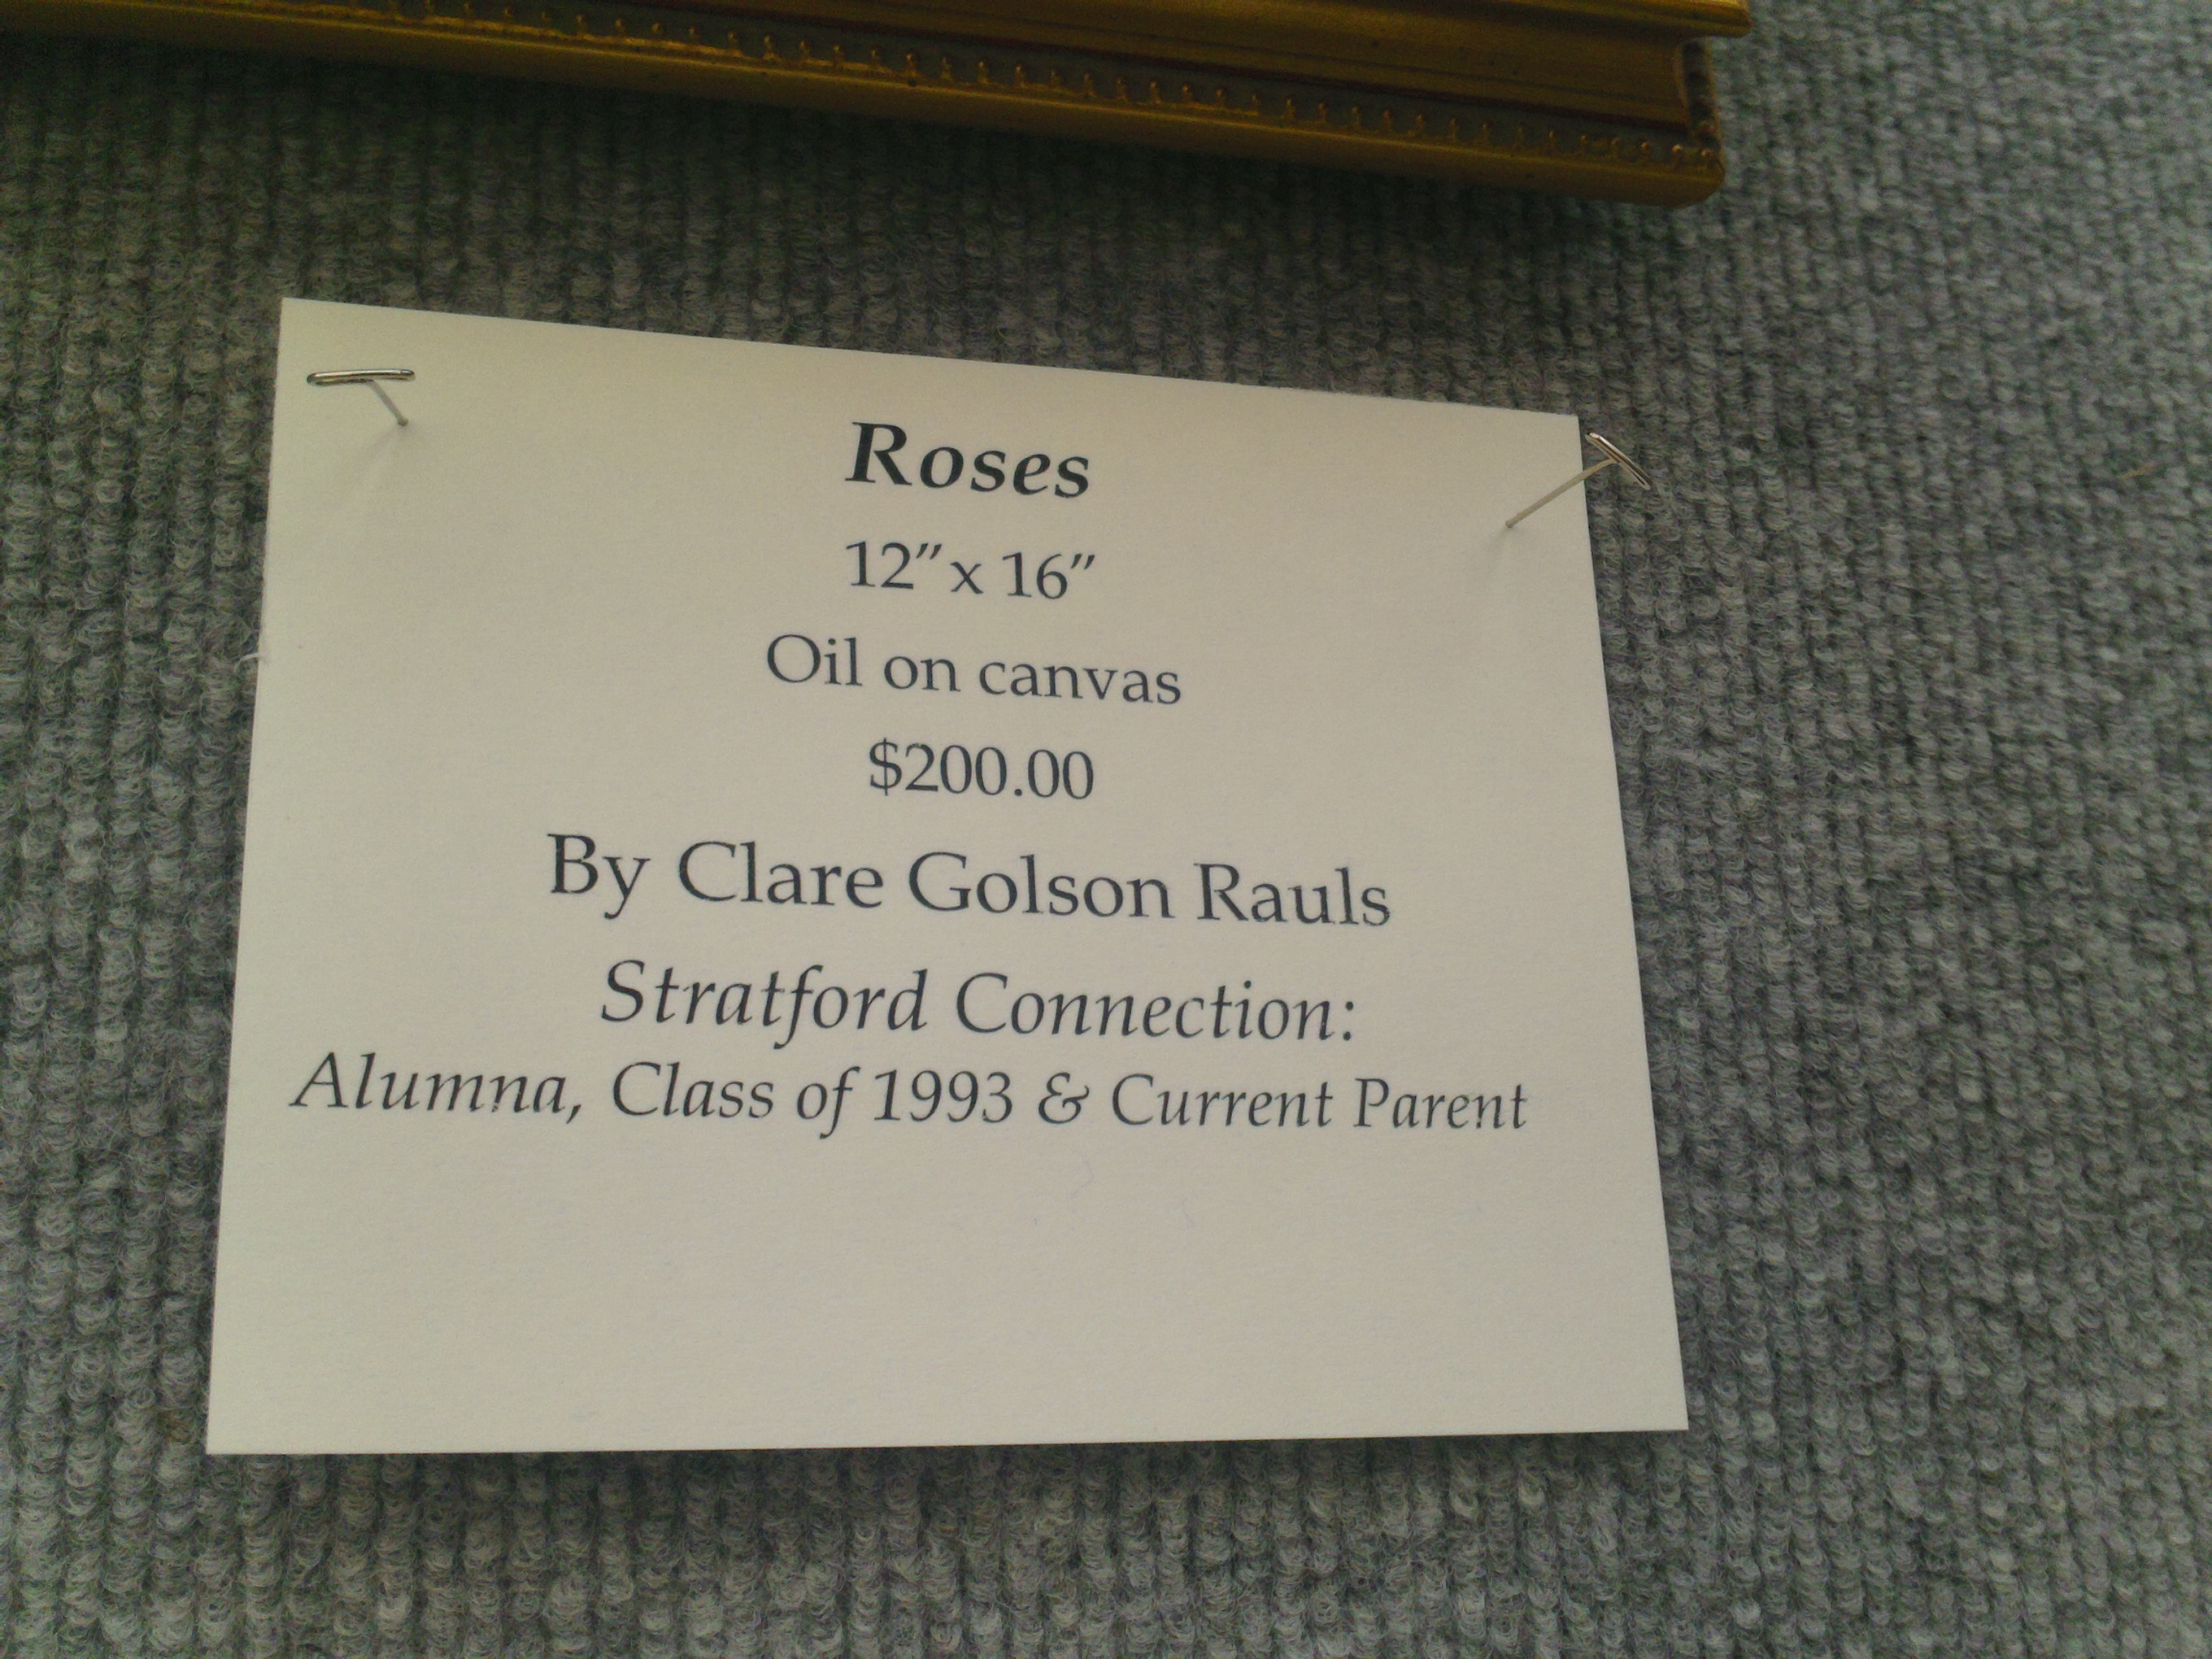 Roses
12” x 16”
Oil on canvas
$200.00
By Clare Golson Rauls
Stratford Connection:
Alumna, Class of 1993 & Current Parent